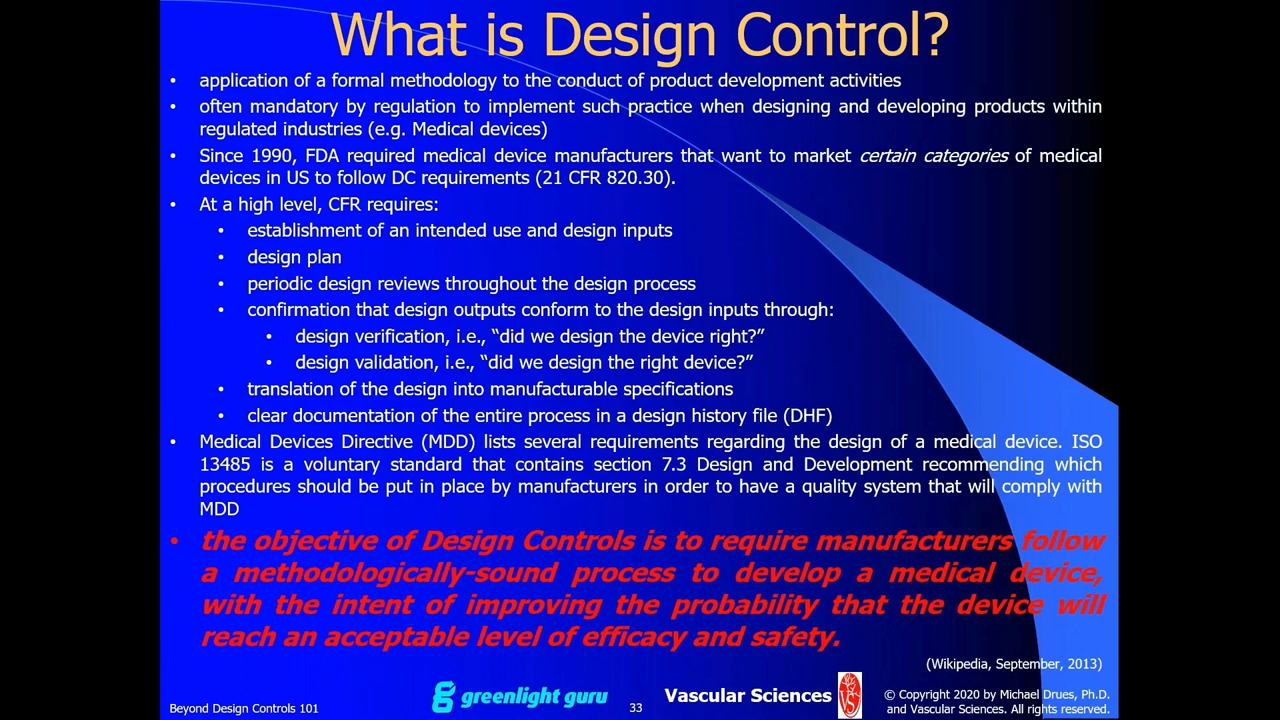 What is Design Control?
• application of a formal methodology to the conduct of product development activities
• often mandatory by regulation to implement such practice when designing and developing products within
regulated industries (e.g. Medical devices)
• Since 1990, FDA required medical device manufacturers that want to market certain categories of medical
devices in US to follow DC requirements (21 CFR 820.30).
• At a high level, CFR requires:
• establishment of an intended use and design inputs
• design plan
• periodic design reviews throughout the design process
• confirmation that design outputs conform to the design inputs through:
• design verification, i.e., “did we design the device right?”
• design validation, i.e., “did we design the right device?”
• translation of the design into manufacturable specifications
• clear documentation of the entire process in a design history file (DHF)
• Medical Devices Directive (MDD) lists several requirements regarding the design of a medical device. ISO
13485 is a voluntary standard that contains section 7.3 Design and Development recommending which
procedures should be put in place by manufacturers in order to have a quality system that will comply with
MDD
• the objective of Design Controls is to require manufacturers follow
a methodologically-sound process to develop a medical device,
with the intent of improving the probability that the device will
reach an acceptable level of efficacy and safety.
(Wikipedia, September, 2013)
Beyond Design Controls 101
greenlight guru
33
Vascular Sciences
VS
© Copyright 2020 by Michael Drues, Ph.D.
and Vascular Sciences. All rights reserved.